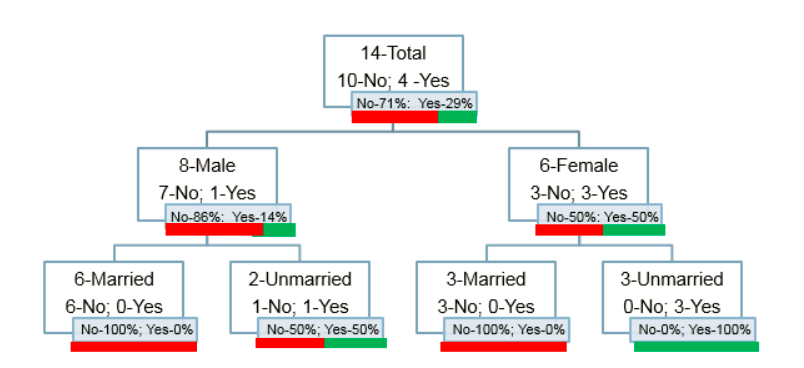 14-Total
10-No; 4 -Yes
No-71%: Yes-29%
8-Male
7-No; 1-Yes
No-86%: Yes-14%
6-Female
3-No; 3-Yes
No-50%: Yes-50%
6-Married
6-No; 0-Yes
No-100%; Yes-0%
2-Unmarried
1-No; 1-Yes
No-50%; Yes-50%
3-Married
3-No; 0-Yes
No-100%; Yes-0%
3-Unmarried
0-No; 3-Yes
No-0%; Yes-100%